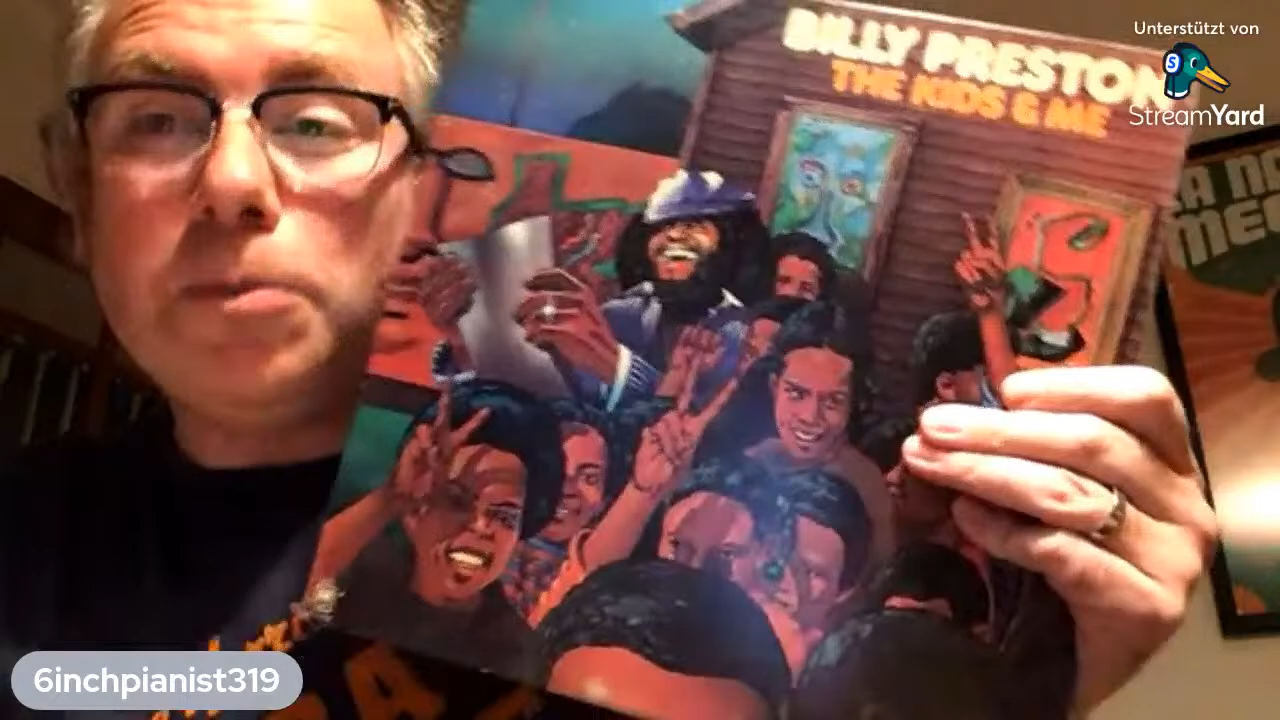 Unterstützt von
StreamYard
BILLY PRESTON
THE KIDS & ME
6inchpianist319